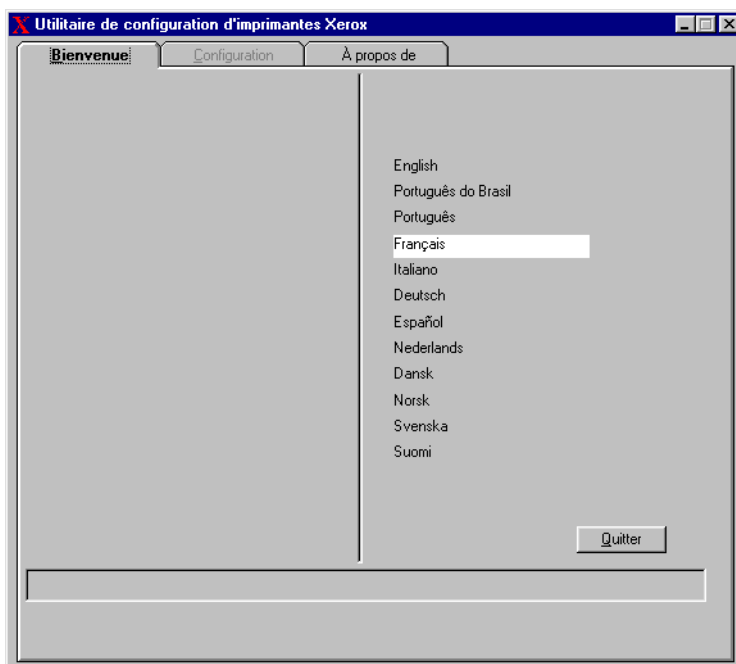 Utilitaire de configuration d'imprimantes Xerox
Bienvenue Configuration À propos de
English
Português do Brasil
Português
Français
Italiano
Deutsch
Español
Nederlands
Dansk
Norsk
Svenska
Suomi
Quitter